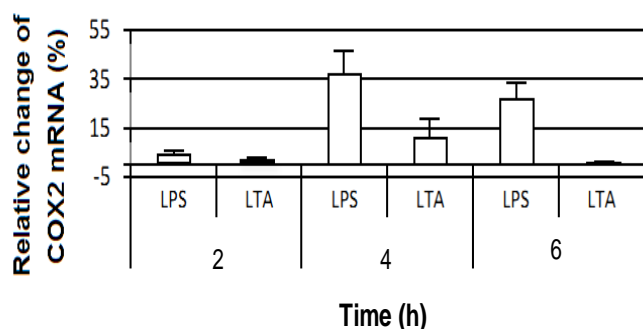 Relative change of
COX2 mRNA (%)
55
35
15
-5
LPS LTA LPS LTA LPS LTA
2 4 6
Time (h)